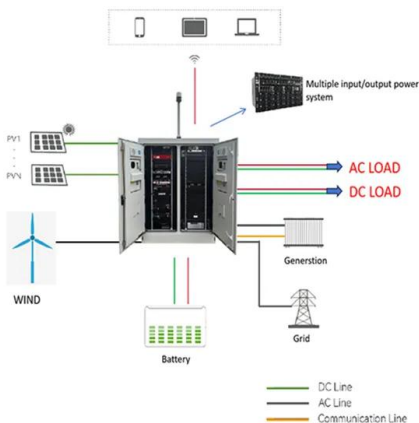 Multiple input/output power
system
PV1
PVN
AC LOAD
DC LOAD
WIND
Generstion
Battery
Grid
DC Line
AC Line
Communication Line